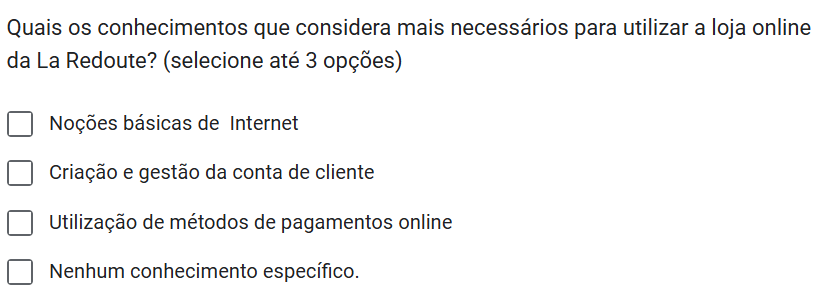 Quais os conhecimentos que considera mais necessários para utilizar a loja online
da La Redoute? (selecione até 3 opções)
Noções básicas de  Internet
Criação e gestão da conta de cliente
Utilização de métodos de pagamentos online
Nenhum conhecimento específico.